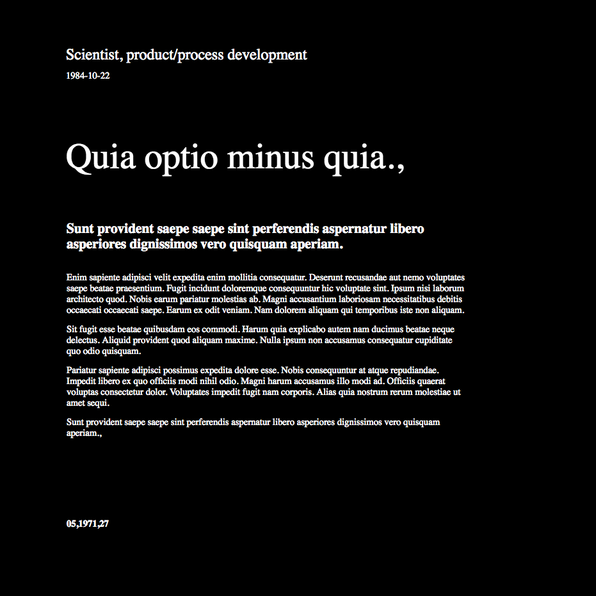 Scientist, product/process development
1984-10-22
Quia optio minus quia.,
Sunt provident saepe saepe sint perferendis aspernatur libero
asperiores dignissimos vero quisquam aperiam.
Enim sapiente adipisci velit expedita enim mollitia consequatur. Deserunt recusandae aut nemo voluptates
saepe beatae praesentium. Fugit incidunt doloremque consequuntur hic voluptate sint. Ipsum nisi laborum
architecto quod. Nobis earum pariatur molestias ab. Magni accusantium laboriosam necessitatibus debitis
occaecati occaecati saepe. Earum ex odit veniam. Nam dolorem aliquam qui temporibus iste non aliquam.
Sit fugit esse beatae quibusdam eos commodi. Harum quia explicabo autem nam ducimus beatae neque
delectus. Aliquid provident quod aliquam maxime. Nulla ipsum non accusamus consequatur cupiditate
quo odio quisquam.
Pariatur sapiente adipisci possimus expedita dolore esse. Nobis consequuntur at atque repudiandae.
Impedit libero ex quo officiis modi nihil odio. Magni harum accusamus illo modi ad. Officiis quaerat
voluptas consectetur dolor. Voluptates impedit fugit nam corporis. Alias quia nostrum rerum molestiae ut
amet sequi.
Sunt provident saepe saepe sint perferendis aspernatur libero asperiores dignissimos vero quisquam
aperiam.,
05,1971,27